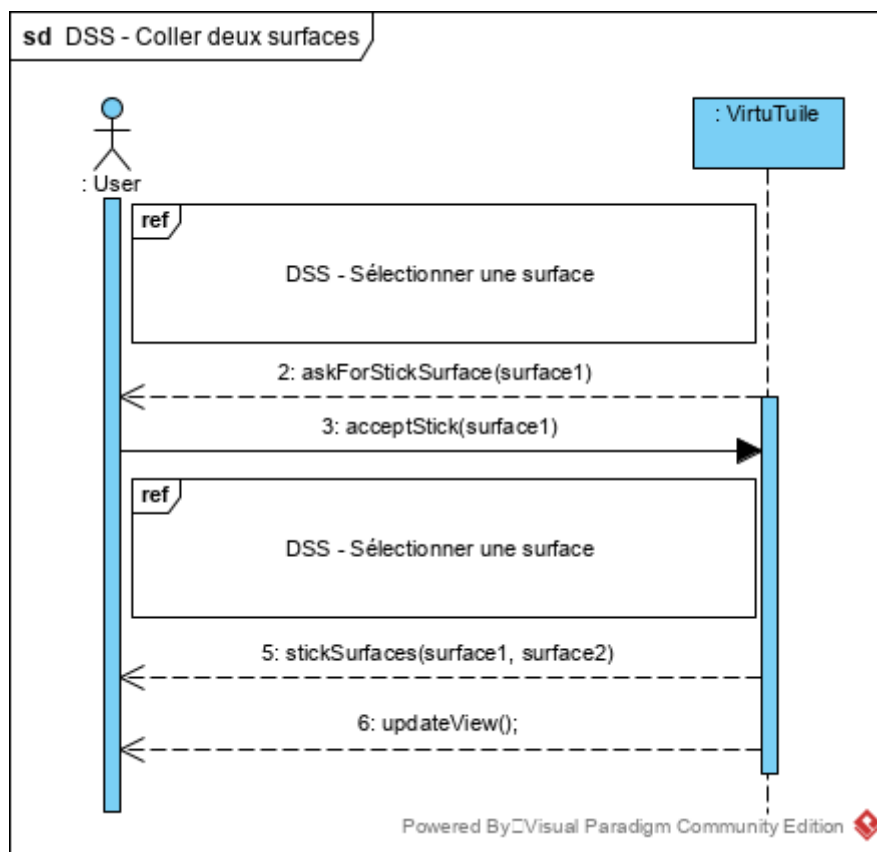 sd DSS - Coller deux surfaces
: VirtuTuile
: User
ref
DSS - Sélectionner une surface
2: askForStickSurface(surface1)
3: acceptStick(surface1)
ref
DSS - Sélectionner une surface
5: stickSurfaces(surface1, surface2)
6: updateView();
Powered By Visual Paradigm Community Edition